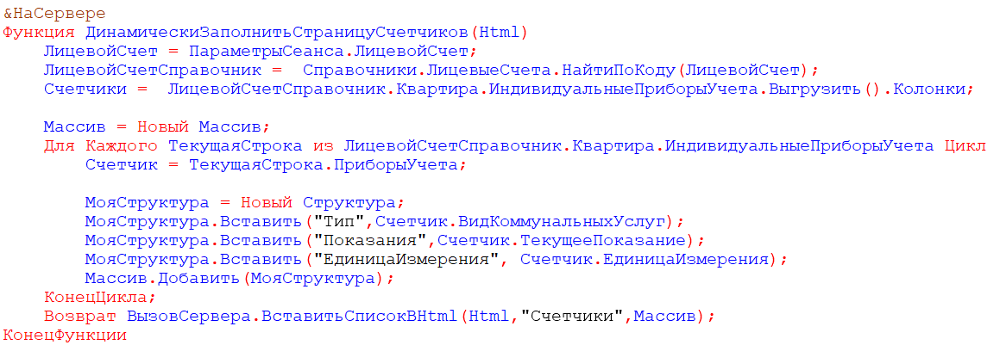 &НаСервере
Функция ДинамическиЗаполнитьСтраницуСчетчиков(Html)
    ЛицевойСчет = ПараметрыСеанса.ЛицевойСчет;
    ЛицевойСчетСправочник =  Справочники.ЛицевыеСчета.НайтиПоКоду(ЛицевойСчет);
    Счетчики =  ЛицевойСчетСправочник.Квартира.ИндивидуальныеПриборыУчета.Выгрузить().Колонки;

    Массив = Новый Массив;
    Для Каждого ТекущаяСтрока из ЛицевойСчетСправочник.Квартира.ИндивидуальныеПриборыУчета Цикл
        Счетчик = ТекущаяСтрока.ПриборыУчета;

        МояСтруктура = Новый Структура;
        МояСтруктура.Вставить("Тип",Счетчик.ВидКоммунальныхУслуг);
        МояСтруктура.Вставить("Показания",Счетчик.ТекущееПоказание);
        МояСтруктура.Вставить("ЕдиницаИзмерения", Счетчик.ЕдиницаИзмерения);
        Массив.Добавить(МояСтруктура);
    КонецЦикла;
    Возврат ВызовСервера.ВставитьСписокВHtml(Html,"Счетчики",Массив);
КонецФункции